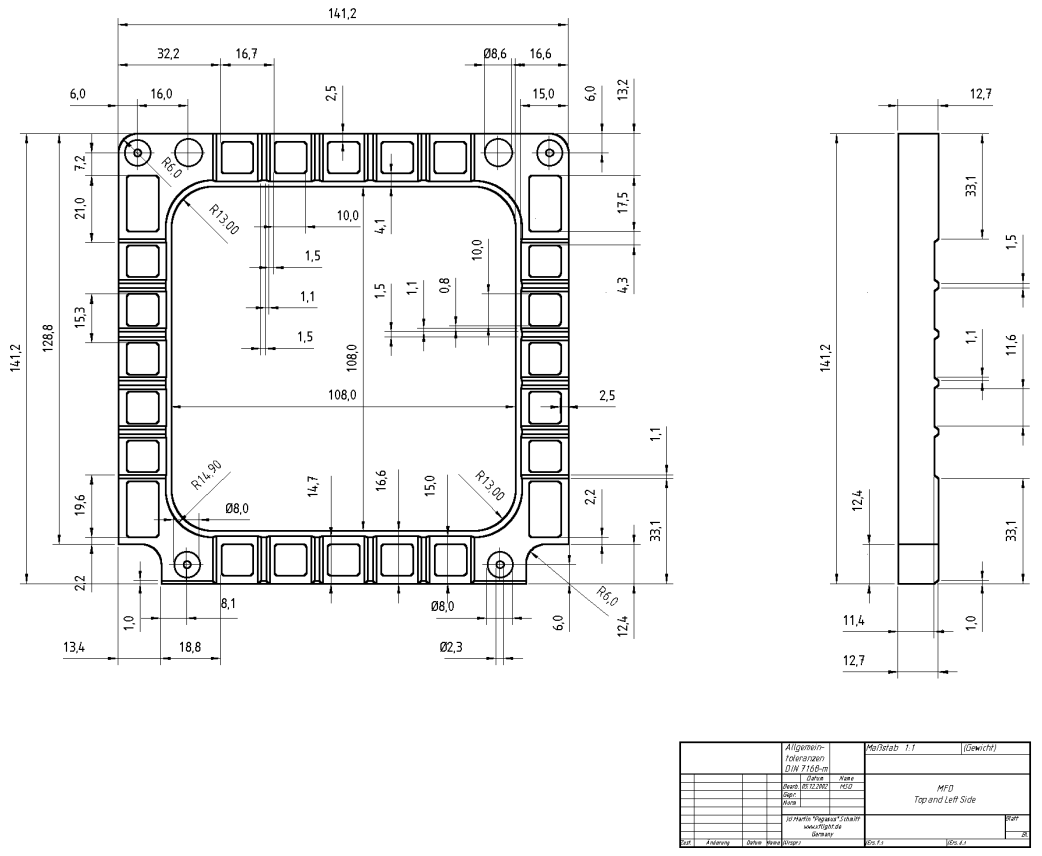 141,2
32,2
16,7
Ø8,6
16,6
6,0
16,0
2,5
15,0
6,0
13,2
12,7
7,2
R6.0
21,0
R13.00
10,0
4,1
17,5
33,1
1,5
10,0
4,3
1,5
1,1
1,5
1,1
0,8
15,3
128,8
141,2
1,5
108,0
108,0
141,2
1,1
11,6
2,5
1,1
R14.90
14,7
16,6
15,0
R13.00
19,6
Ø8,0
2,2
33,1
12,4
33,1
2,2
8,1
1,0
Ø8,0
R6,0
6,0
12,4
11,4
1,0
13,4
18,8
Ø2,3
12,7
Allgemein-
toleranzen
DIN 7168-m
Maßstab 1:1
(Gewicht)
Datum Name
Bearb. 05.12.2002 MSO
Gepr.
Norm
MFD
Top and Left Side
Jd Martin "Pegasus" Schmitt
www.xflight.de
Germany
Blatt
Bl.
Zust. Änderung Datum Name (Urspr.)
(Ers.f.:)
(Ers.d.:)